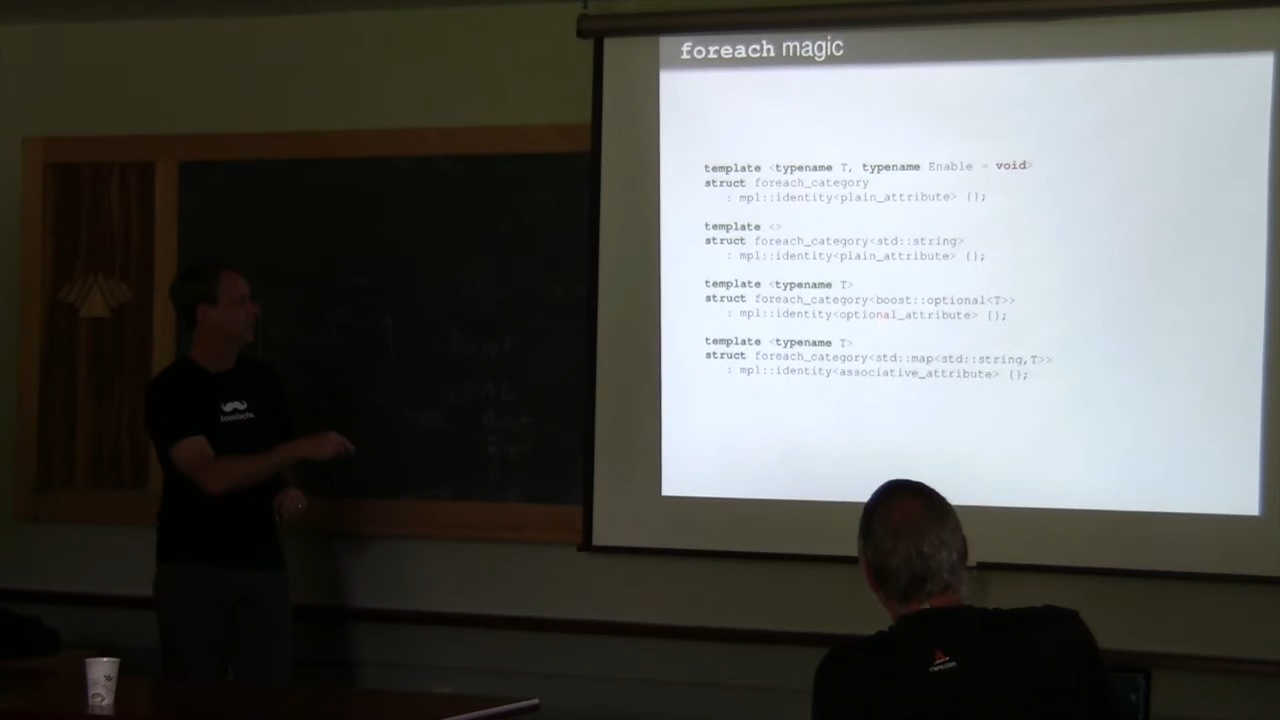 foreach magic
template <typename T, typename Enable = void>
struct foreach_category
: mpl::identity<plain_attribute> {};
template <>
struct foreach_category<std::string>
: mpl::identity<plain_attribute> {};
template <typename T>
struct foreach_category<boost::optional<T>>
: mpl::identity<optional_attribute> {};
template <typename T>
struct foreach_category<std::map<std::string,T>>
: mpl::identity<associative_attribute> {};